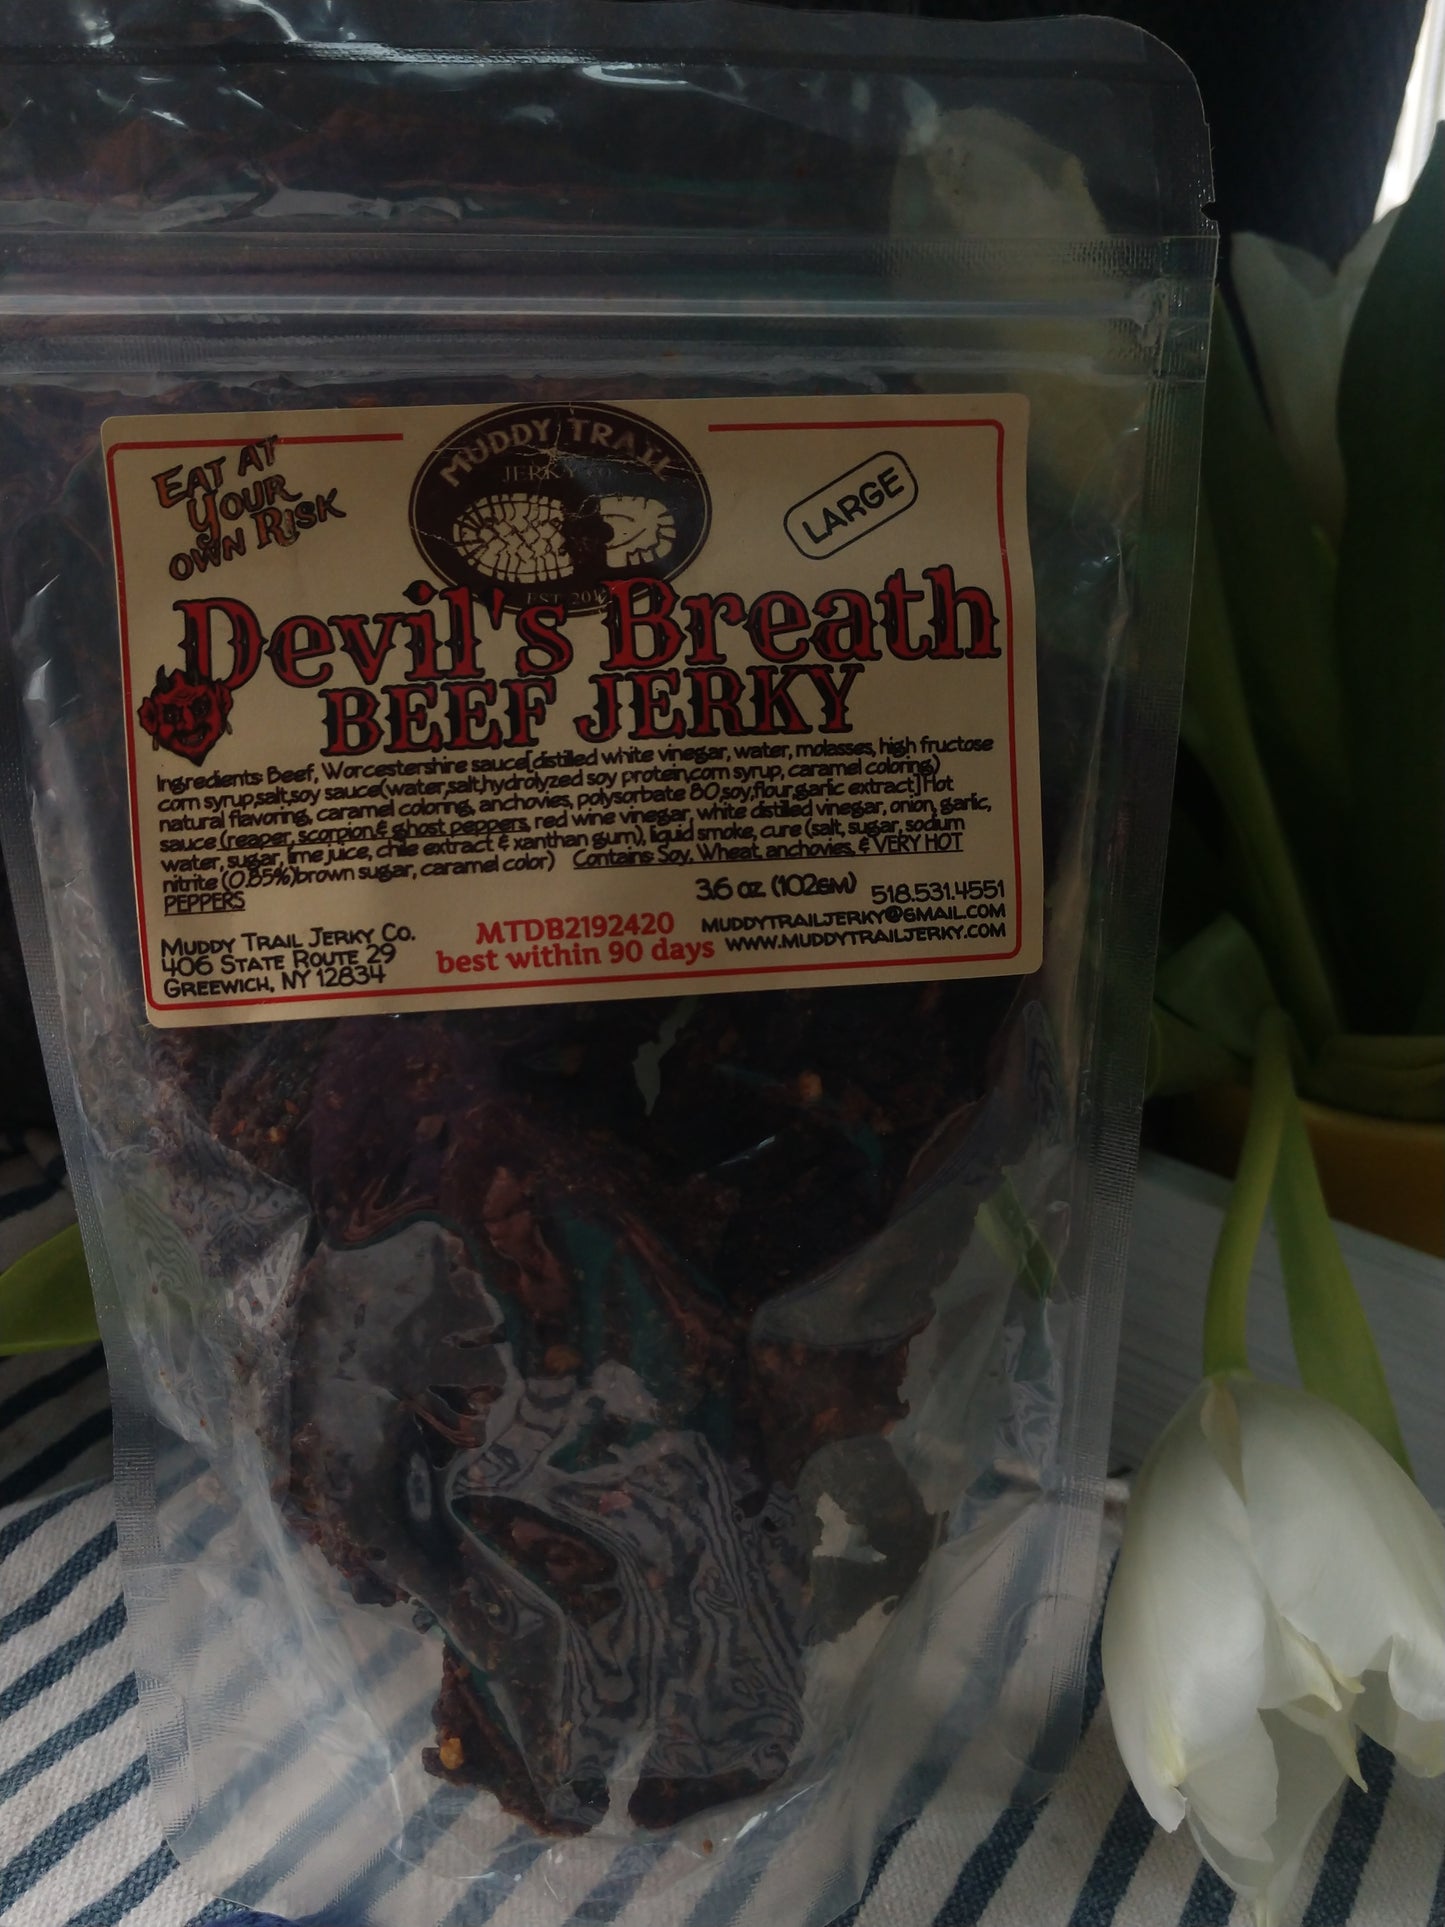 EAT AT
YOUR
OWN RISK
MUDDY TRAIL
JERKY CO
EST. 201
LARGE
Devil's Breath
BEEF JERKY
Ingredients: Beef, Worcestershire sauce[distilled white vinegar, water, molasses, high fructose
corn syrup,salt,soy sauce(water,salt,hydrolyzed soy protein,corn syrup, caramel coloring)
natural flavoring, caramel coloring, anchovies, polysorbate 80,soy,flour,garlic extract] Hot
sauce (reaper, scorpion,& ghost peppers, red wine vinegar, white distilled vinegar, onion, garlic,
water, sugar, lime juice, chile extract & xanthan gum), liquid smoke, cure (salt, sugar, sodium
nitrite (0.85%)brown sugar, caramel color) Contains: Soy, Wheat, anchovies, & VERY HOT
PEPPERS
3.6 oz. (102GM)
518.531.4551
MUDDYTRAILJERKY@GMAIL.COM
WWW.MUDDYTRAILJERKY.COM
MTDB2192420
best within 90 days
MUDDY TRAIL JERKY CO.
406 STATE ROUTE 29
GREEWICH, NY 12834